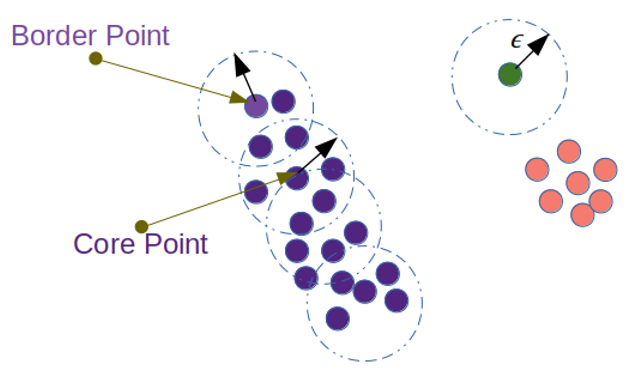 Border Point
ϵ
Core Point